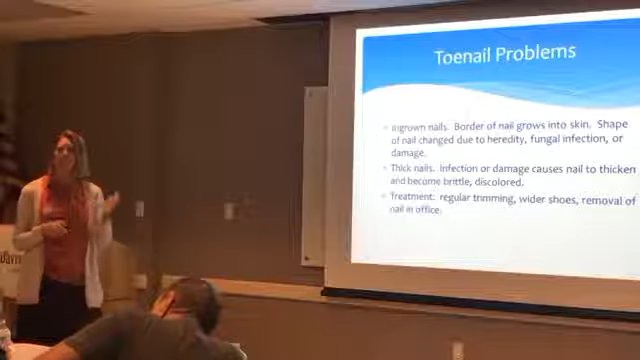 Toenail Problems
Ingrown nails. Border of nail grows into skin. Shape
of nail changed due to heredity, fungal infection, or
damage.
Thick nails. Infection or damage causes nail to thicken
and become brittle, discolored.
Treatment: regular trimming, wider shoes, removal of
nail in office.